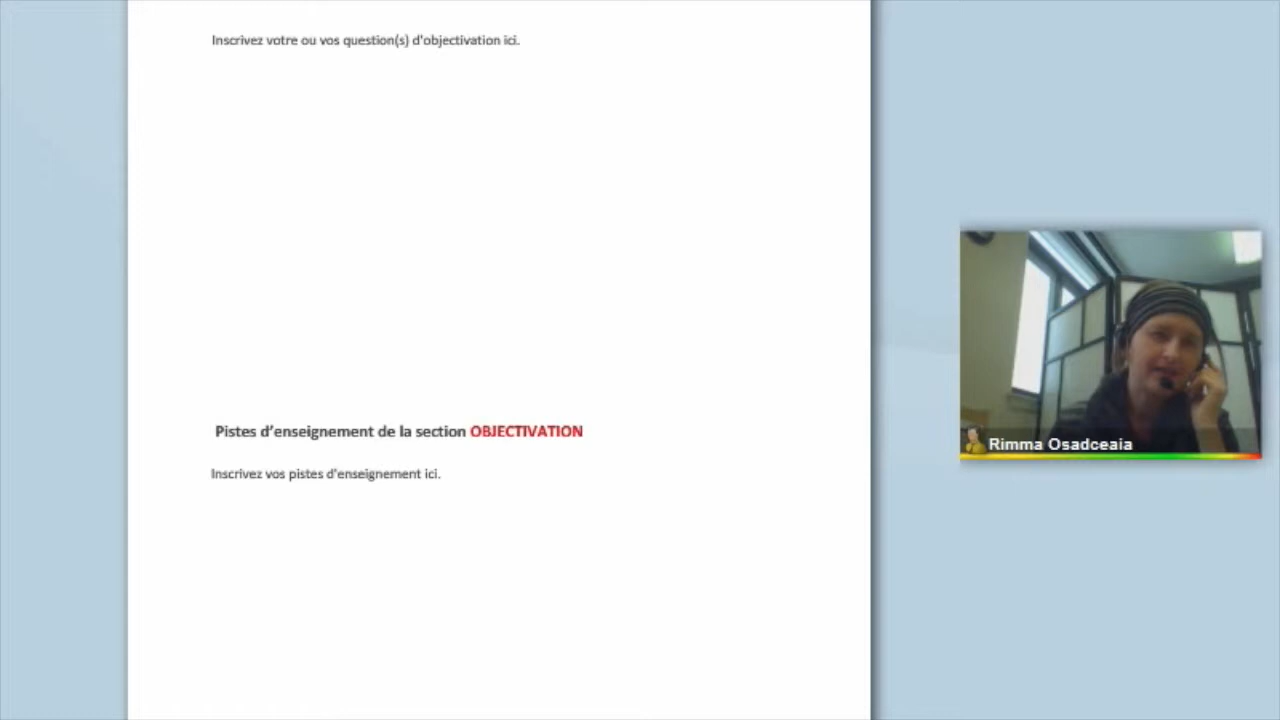 Inscrivez votre ou vos question(s) d'objectivation ici.
Pistes d’enseignement de la section OBJECTIVATION
Inscrivez vos pistes d'enseignement ici.
Rimma Osadceaia